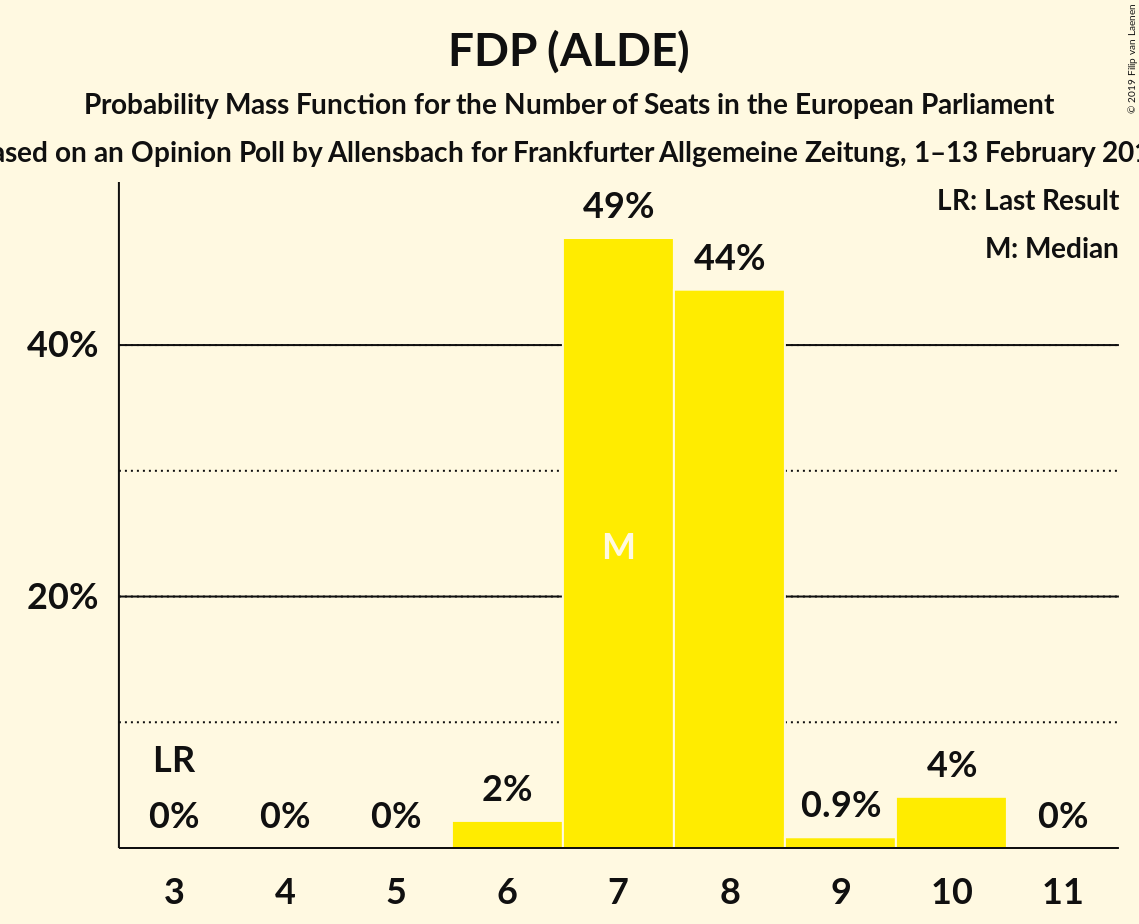 FDP (ALDE)
Probability Mass Function for the Number of Seats in the European Parliament
on an Opinion Poll by Allensbach for Frankfurter Allgemeine Zeitung, 1–13 February
© 2019 Filip van Laenen
LR: Last Result
M: Median
49%
44%
40%
M
20%
LR
0%
0%
0%
2%
0.9%
4%
0%
3 4 5 6 7 8 9 10 11